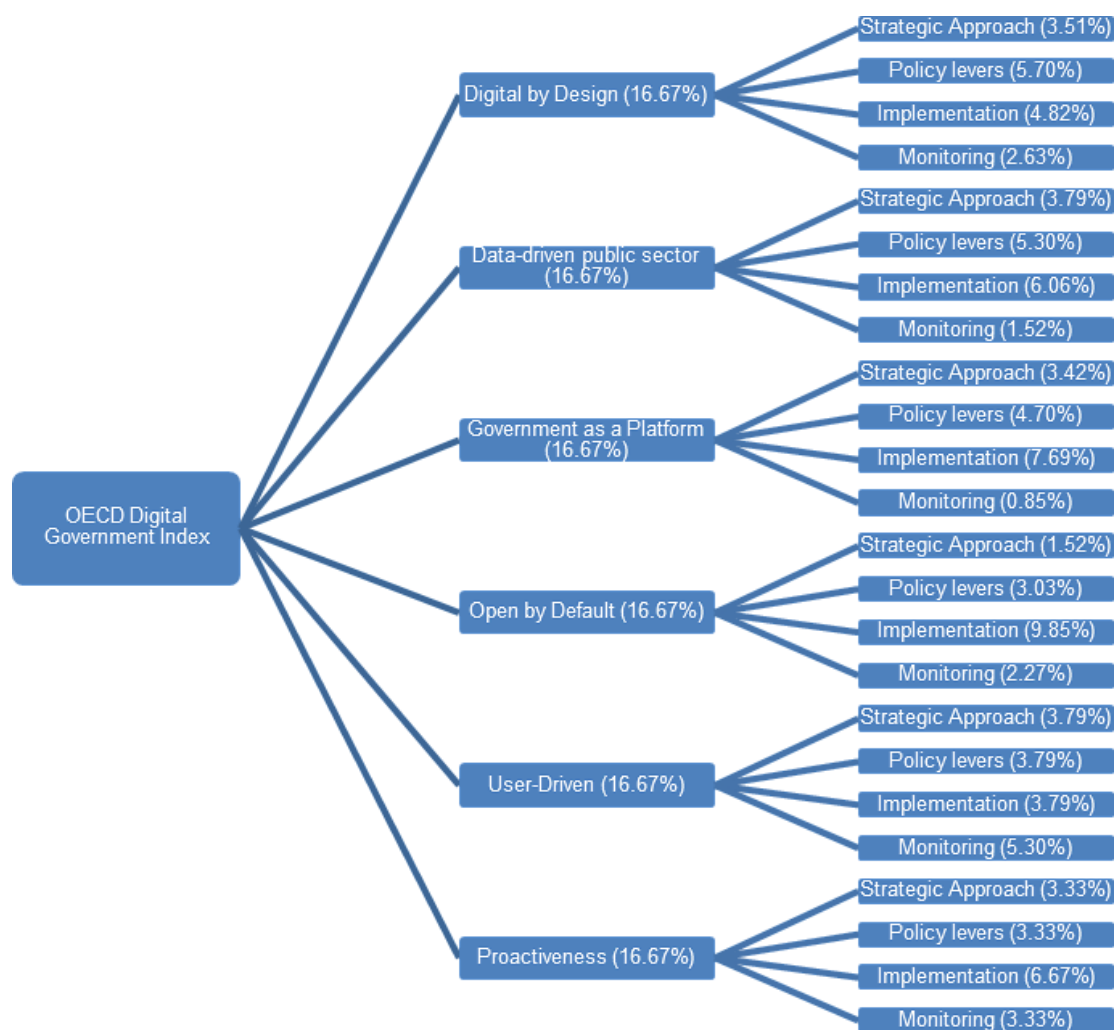 OECD Digital
Government Index
Digital by Design (16.67%)
Strategic Approach (3.51%)
Policy levers (5.70%)
Implementation (4.82%)
Monitoring (2.63%)
Data-driven public sector
(16.67%)
Strategic Approach (3.79%)
Policy levers (5.30%)
Implementation (6.06%)
Monitoring (1.52%)
Government as a Platform
(16.67%)
Strategic Approach (3.42%)
Policy levers (4.70%)
Implementation (7.69%)
Monitoring (0.85%)
Open by Default (16.67%)
Strategic Approach (1.52%)
Policy levers (3.03%)
Implementation (9.85%)
Monitoring (2.27%)
User-Driven (16.67%)
Strategic Approach (3.79%)
Policy levers (3.79%)
Implementation (3.79%)
Monitoring (5.30%)
Proactiveness (16.67%)
Strategic Approach (3.33%)
Policy levers (3.33%)
Implementation (6.67%)
Monitoring (3.33%)